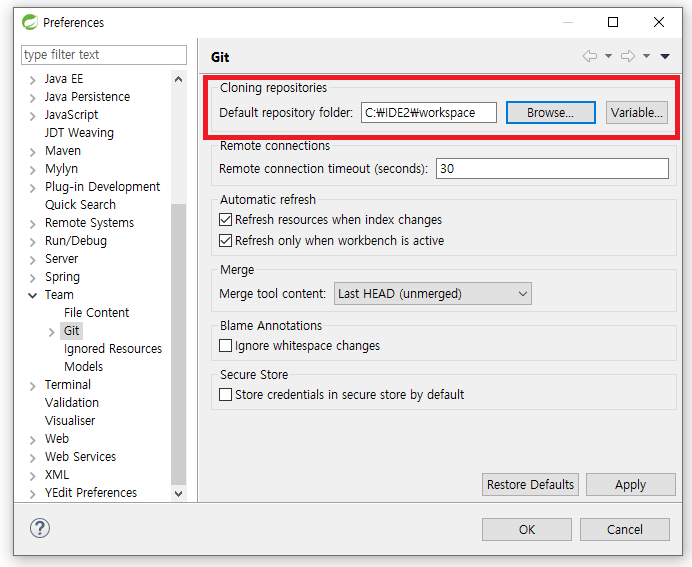 Preferences
type filter text
Java EE
Java Persistence
JavaScript
JDT Weaving
Maven
Mylyn
Plug-in Development
Quick Search
Remote Systems
Run/Debug
Server
Spring
Team
File Content
Git
Ignored Resources
Models
Terminal
Validation
Visualiser
Web
Web Services
XML
YEdit Preferences
Git
Cloning repositories
Default repository folder: C:₩IDE2₩workspace Browse... Variable...
Remote connections
Remote connection timeout (seconds): 30
Automatic refresh
Refresh resources when index changes
Refresh only when workbench is active
Merge
Merge tool content: Last HEAD (unmerged)
Blame Annotations
Ignore whitespace changes
Secure Store
Store credentials in secure store by default
Restore Defaults Apply
? OK Cancel